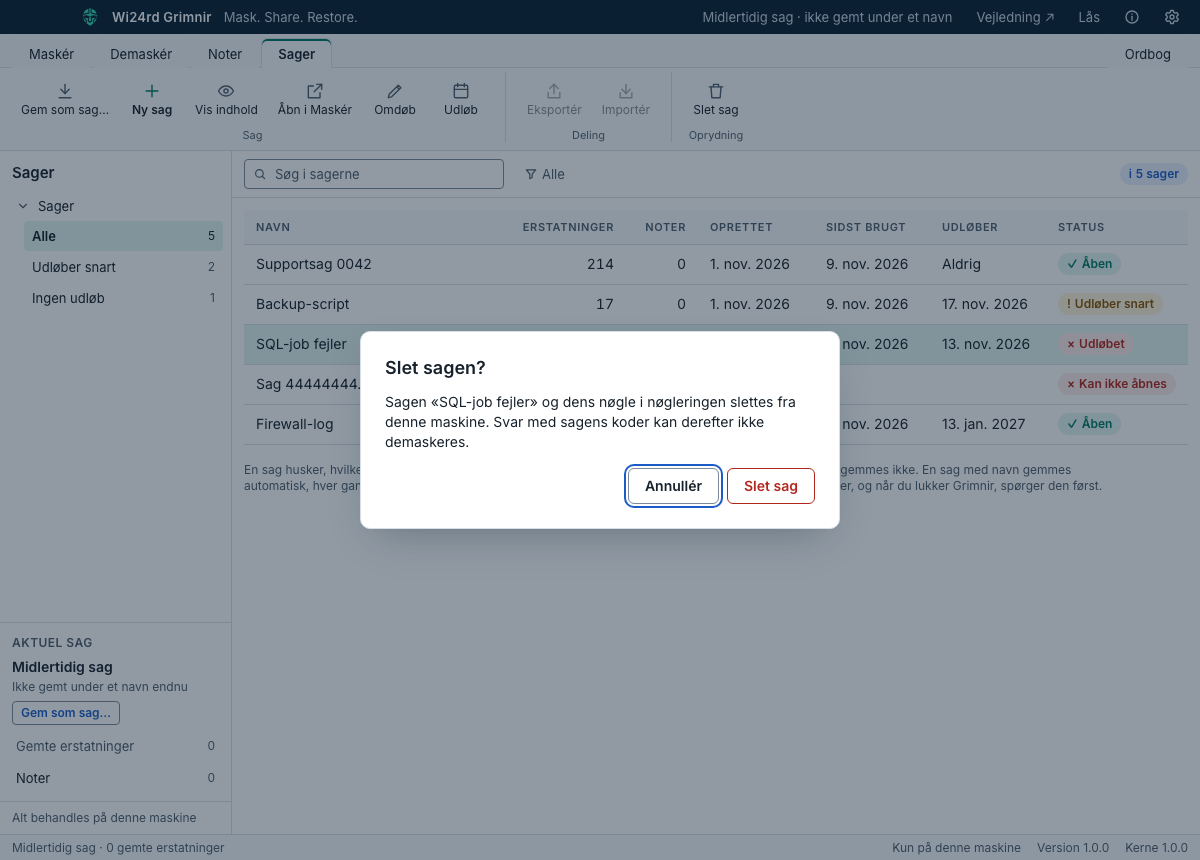 Wi24rd Grimnir Mask. Share. Restore. Midlertidig sag · ikke gemt under et navn Vejledning ↗ Lås
Maskér Demaskér Noter Sager Ordbog
Gem som sag... Ny sag Vis indhold Åbn i Maskér Omdøb Udløb Eksportér Importér Slet sag
Sag Deling Oprydning
Sager
Sager
Alle 5
Udløber snart 2
Ingen udløb 1
Søg i sagerne Alle i 5 sager
NAVN ERSTATNINGER NOTER OPRETTET SIDST BRUGT UDLØBER STATUS
Supportsag 0042 214 0 1. nov. 2026 9. nov. 2026 Aldrig ✓ Åben
Backup-script 17 0 1. nov. 2026 9. nov. 2026 17. nov. 2026 ! Udløber snart
SQL-job fejler nov. 2026 13. nov. 2026 × Udløbet
Sag 44444444. × Kan ikke åbnes
Firewall-log nov. 2026 13. jan. 2027 ✓ Åben
En sag husker, gemmes ikke. En sag med navn gemmes
automatisk, hver og når du lukker Grimnir, spørger den først.
Slet sagen?
Sagen «SQL-job fejler» og dens nøgle i nøgleringen slettes fra
denne maskine. Svar med sagens koder kan derefter ikke
demaskeres.
Annullér Slet sag
AKTUEL SAG
Midlertidig sag
Ikke gemt under et navn endnu
Gem som sag...
Gemte erstatninger 0
Noter 0
Alt behandles på denne maskine
Midlertidig sag · 0 gemte erstatninger Kun på denne maskine Version 1.0.0 Kerne 1.0.0